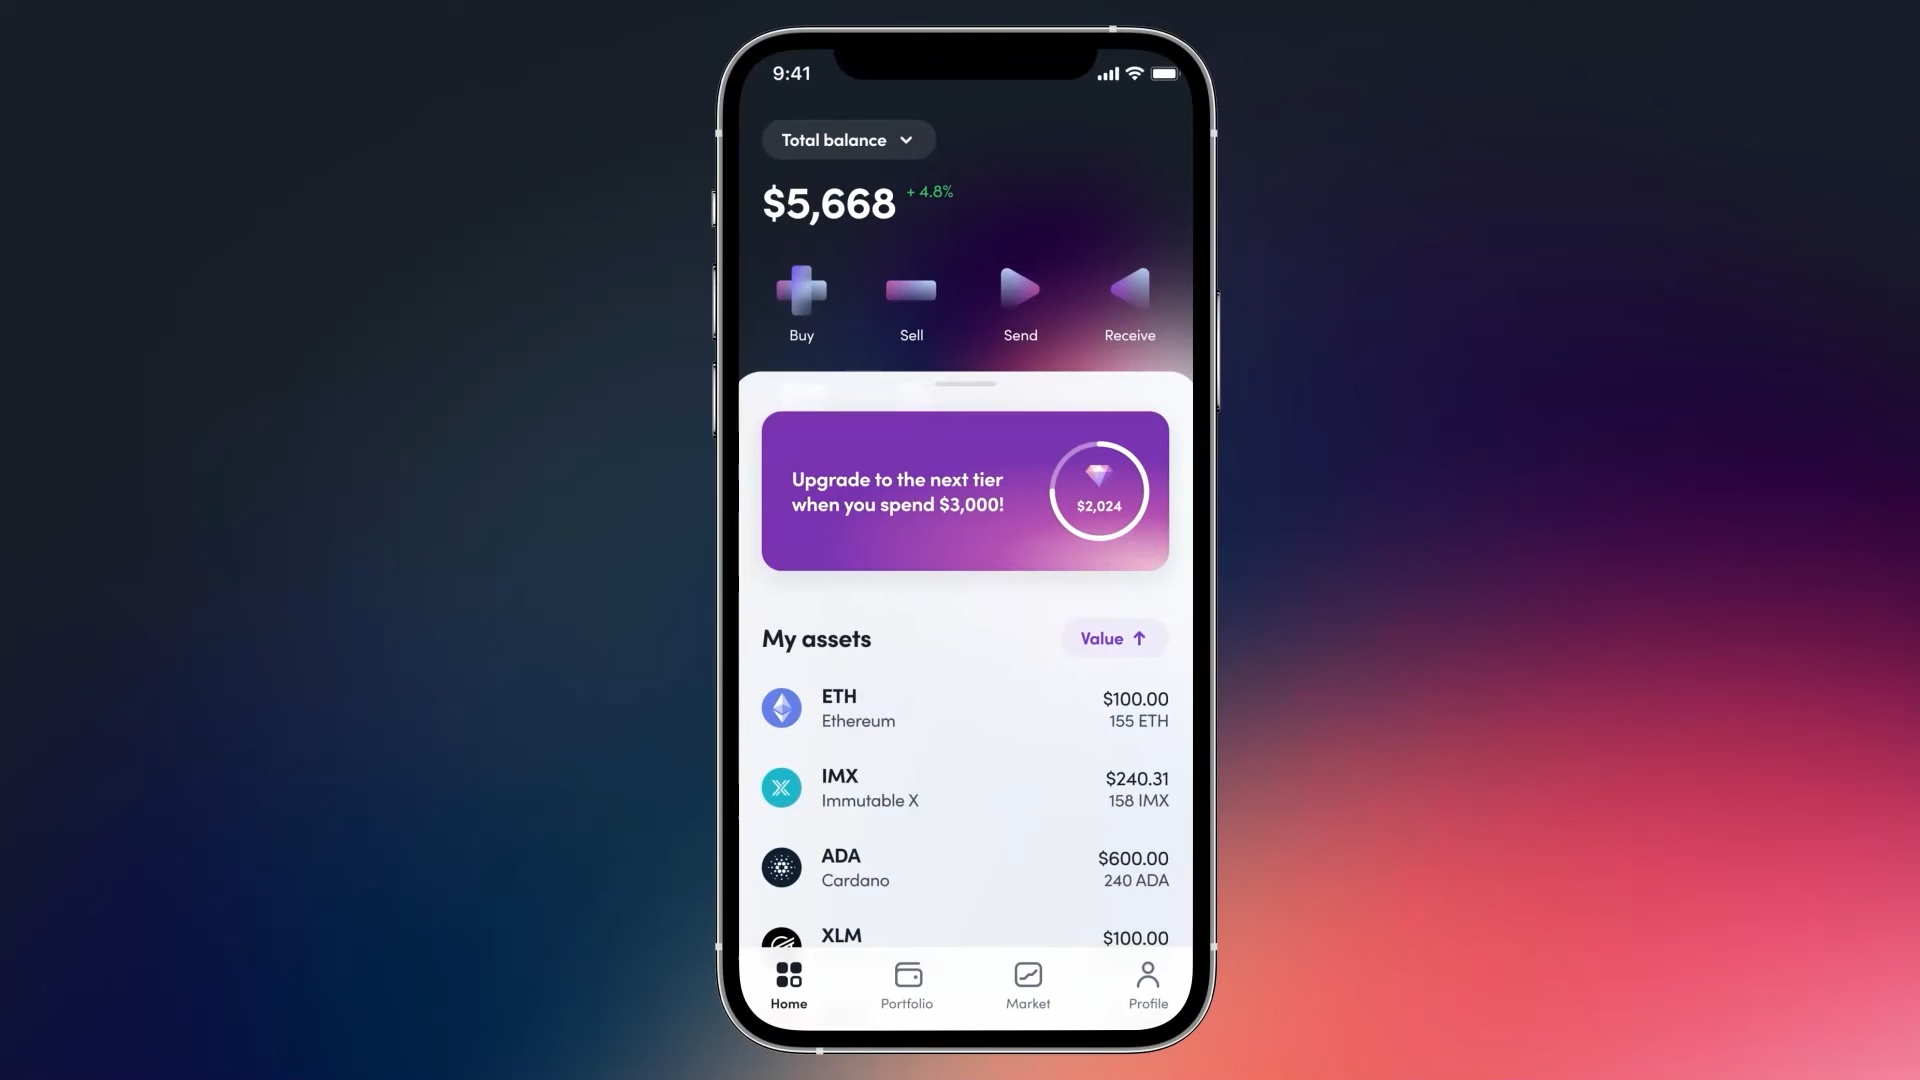 9:41
Total balance
$5,668 + 4.8%
Buy Sell Send Receive
Upgrade to the next tier
when you spend $3,000!
$2,024
My assets Value ↑
ETH $100.00
Ethereum 155 ETH
IMX $240.31
Immutable X 158 IMX
ADA $600.00
Cardano 240 ADA
XLM $100.00
Home Portfolio Market Profile